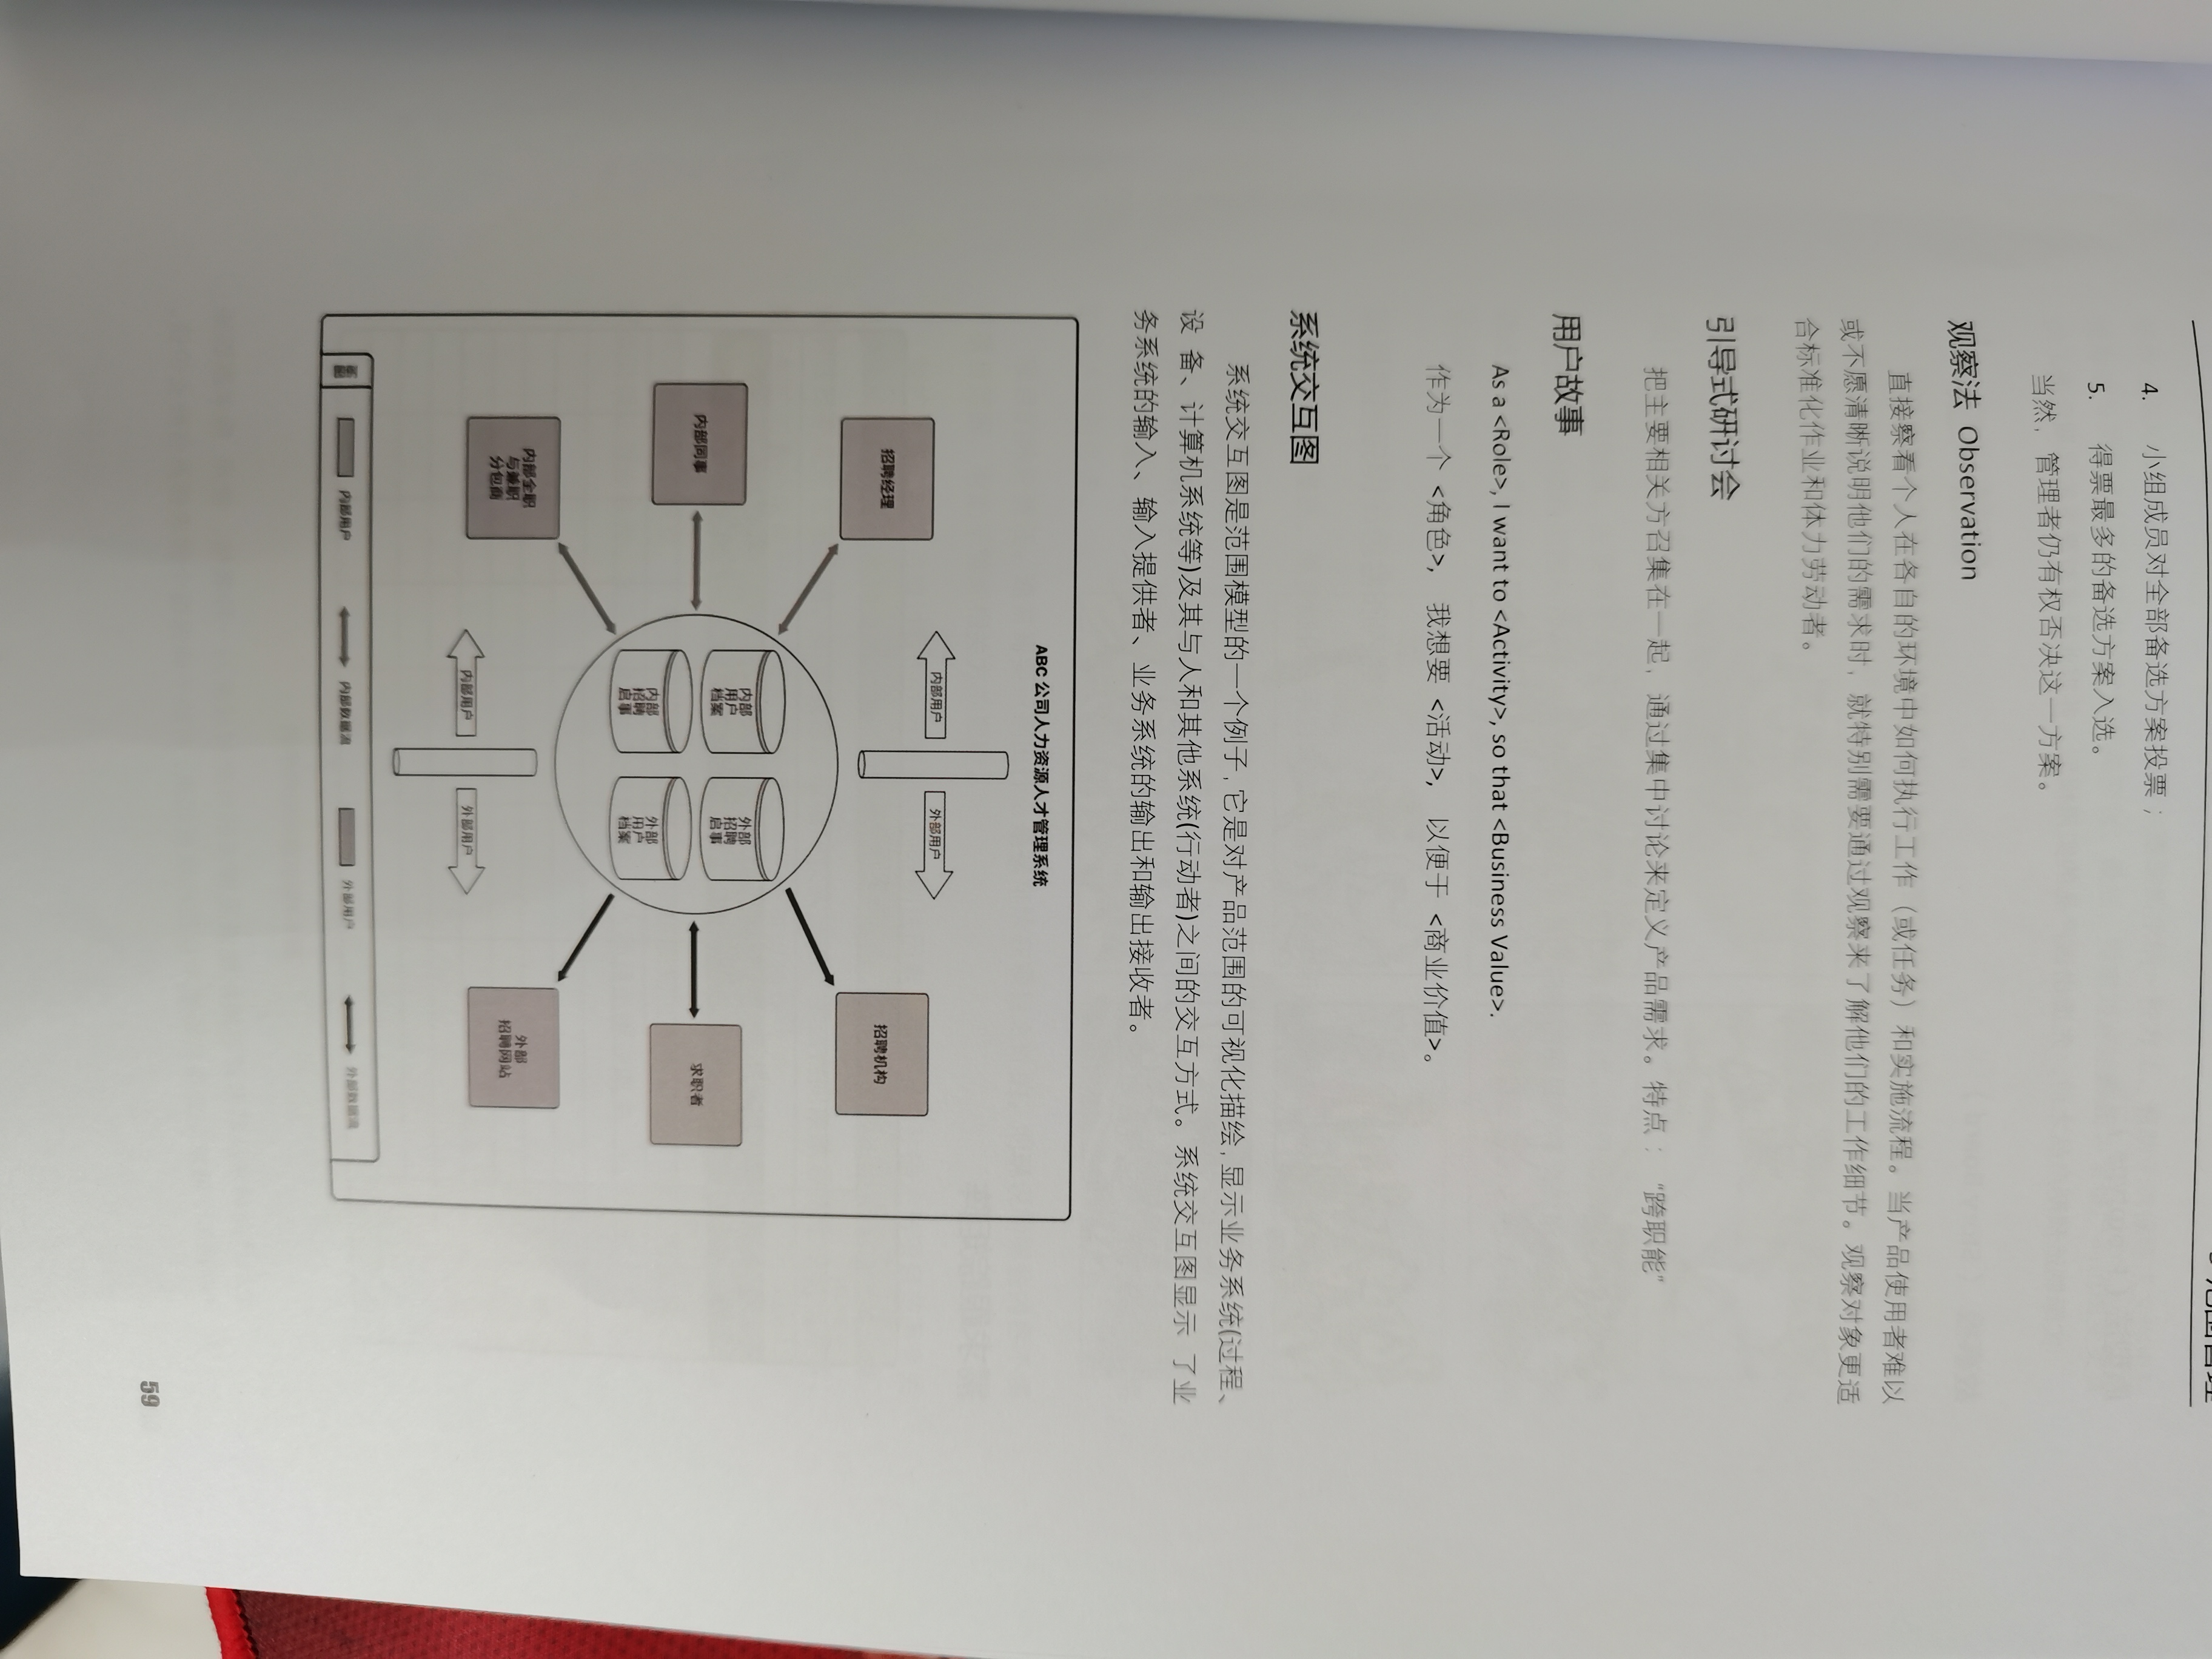 范围管理
4. 小组成员对全部备选方案投票；
5. 得票最多的备选方案入选。
当然，管理者仍有权否决这一方案。
观察法 Observation
直接察看个人在各自的环境中如何执行工作（或任务）和实施流程。当产品使用者难以
或不愿清晰说明他们的需求时，就特别需要通过观察来了解他们的工作细节。观察对象更适
合标准化作业和体力劳动者。
引导式研讨会
把主要相关方召集在一起，通过集中讨论来定义产品需求。特点：“跨职能”
用户故事
As a <Role>, I want to <Activity>, so that <Business Value>.
作为一个 <角色>， 我想要 <活动>， 以便于 <商业价值>。
系统交互图
系统交互图是范围模型的一个例子,它是对产品范围的可视化描绘,显示业务系统(过程、
设 备、计算机系统等)及其与人和其他系统(行动者)之间的交互方式。系统交互图显示 了业
务系统的输入、输入提供者、业务系统的输出和输出接收者。
ABC 公司人力资源人才管理系统
内部用户 外部用户
招聘经理
招聘机构
内部
用户
档案
外部
招聘
启事
内部同事
求职者
内部
招聘
启事
外部
用户
档案
内部全职
与兼职
分包商
外部
招聘网站
内部用户 外部用户
图例 内部用户 内部数据流 外部用户 外部数据流
59